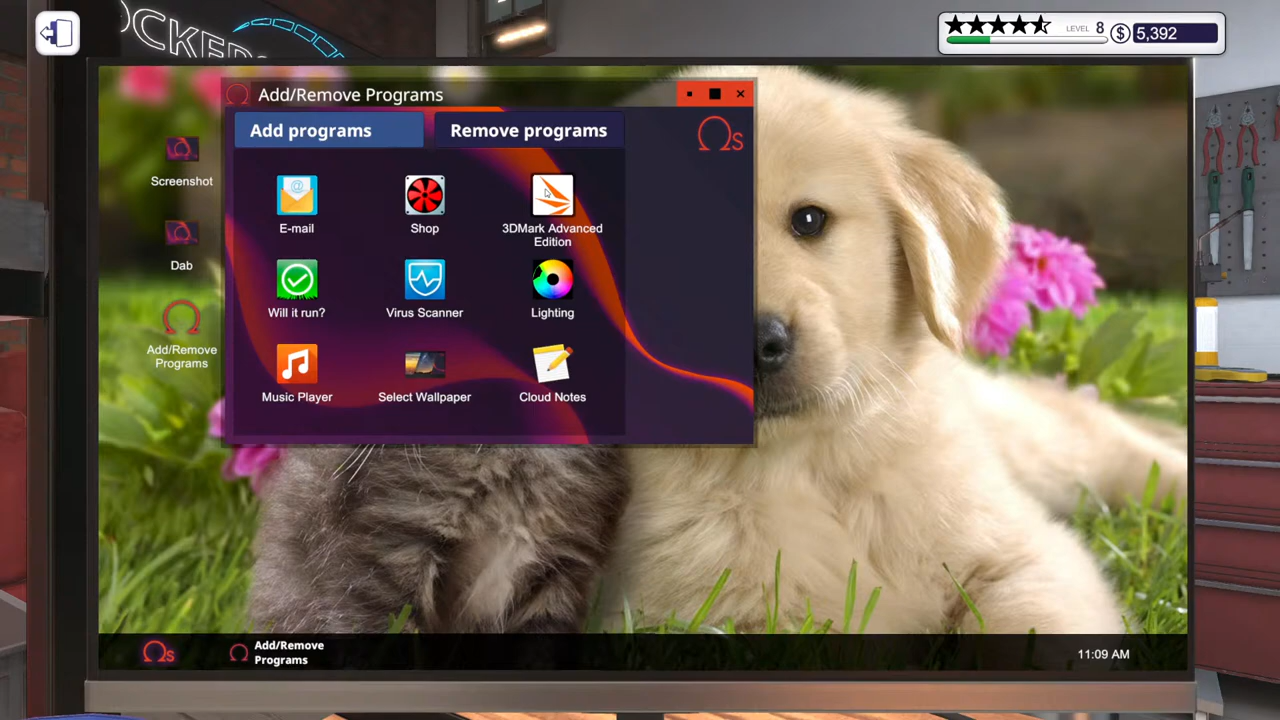 LEVEL 8
$ 5,392
Add/Remove Programs
Add programs
Remove programs
Ωs
Screenshot
Dab
Add/Remove
Programs
E-mail
Shop
3DMark Advanced
Edition
Will it run?
Virus Scanner
Lighting
Music Player
Select Wallpaper
Cloud Notes
Ωs
Add/Remove
Programs
11:09 AM